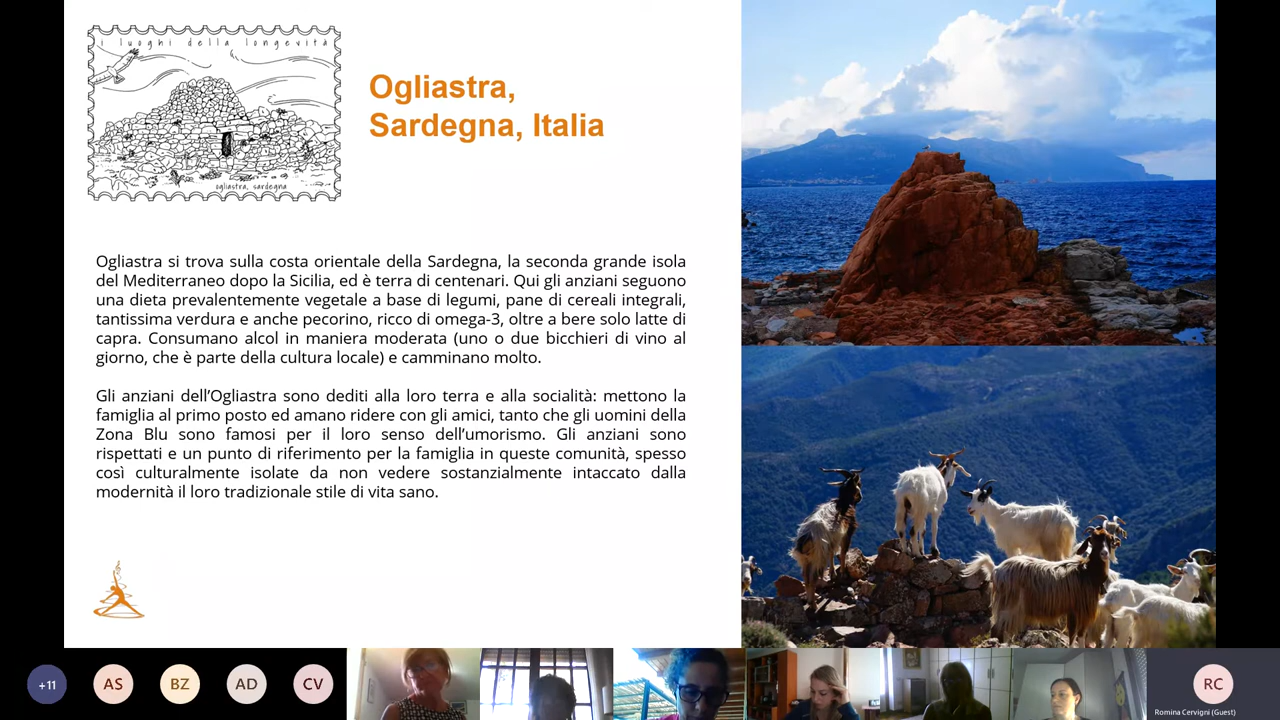 i luoghi della longevità
ogliastra, sardegna
Ogliastra,
Sardegna, Italia
Ogliastra si trova sulla costa orientale della Sardegna, la seconda grande isola
del Mediterraneo dopo la Sicilia, ed è terra di centenari. Qui gli anziani seguono
una dieta prevalentemente vegetale a base di legumi, pane di cereali integrali,
tantissima verdura e anche pecorino, ricco di omega-3, oltre a bere solo latte di
capra. Consumano alcol in maniera moderata (uno o due bicchieri di vino al
giorno, che è parte della cultura locale) e camminano molto.
Gli anziani dell’Ogliastra sono dediti alla loro terra e alla socialità: mettono la
famiglia al primo posto ed amano ridere con gli amici, tanto che gli uomini della
Zona Blu sono famosi per il loro senso dell’umorismo. Gli anziani sono
rispettati e un punto di riferimento per la famiglia in queste comunità, spesso
così culturalmente isolate da non vedere sostanzialmente intaccato dalla
modernità il loro tradizionale stile di vita sano.
+11
AS
BZ
AD
CV
RC
Romina Cervigni (Guest)